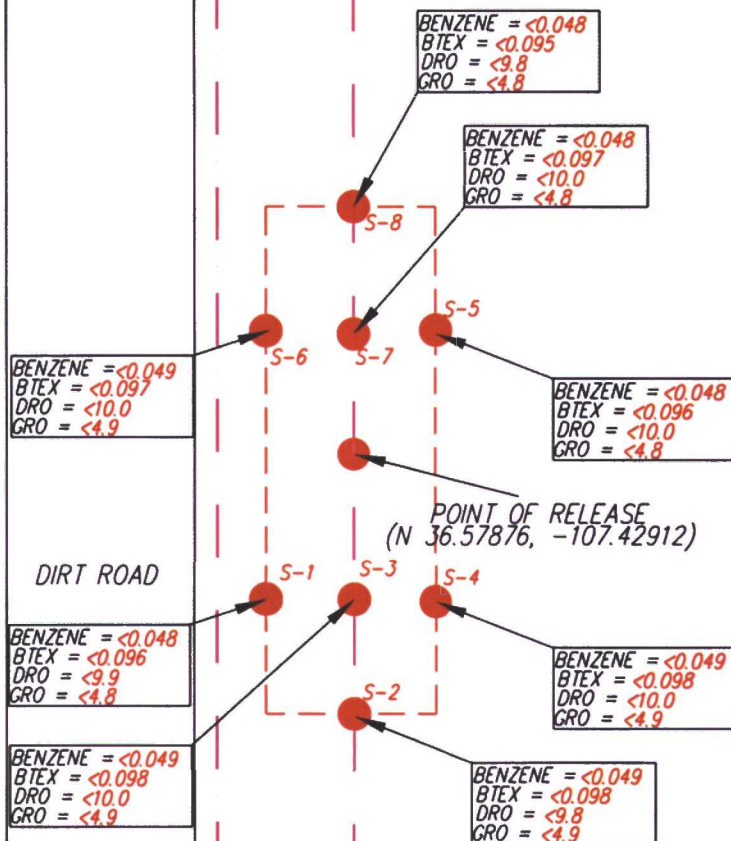 BENZENE = <0.048
BTEX = <0.095
DRO = <9.8
GRO = <4.8
BENZENE = <0.048
BTEX = <0.097
DRO = <10.0
GRO = <4.8
S-8
S-5
S-6
S-7
BENZENE = <0.049
BTEX = <0.097
DRO = <10.0
GRO = <4.9
BENZENE = <0.048
BTEX = <0.096
DRO = <10.0
GRO = <4.8
POINT OF RELEASE
(N 36.57876, -107.42912)
DIRT ROAD
S-1
S-3
S-4
BENZENE = <0.048
BTEX = <0.096
DRO = <9.9
GRO = <4.8
BENZENE = <0.049
BTEX = <0.098
DRO = <10.0
GRO = <4.9
S-2
BENZENE = <0.049
BTEX = <0.098
DRO = <10.0
GRO = <4.9
BENZENE = <0.049
BTEX = <0.098
DRO = <9.8
GRO = <4.9